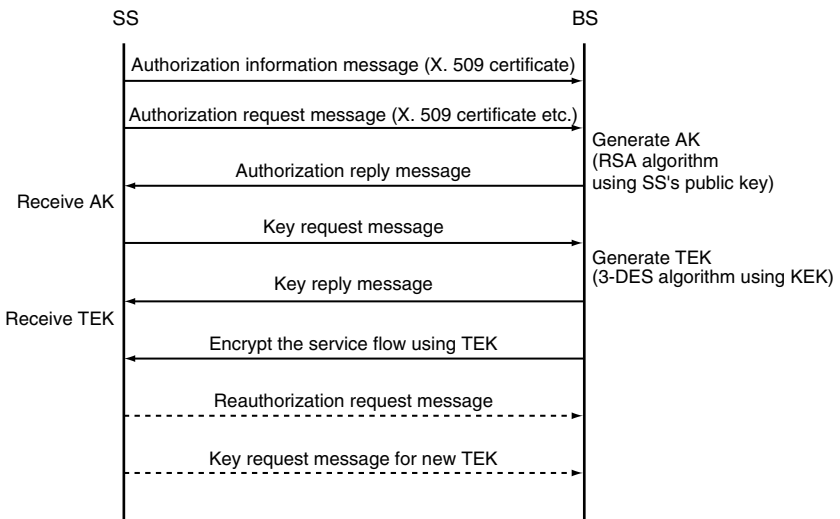 SS
BS
Authorization information message (X. 509 certificate)
Authorization request message (X. 509 certificate etc.)
Generate AK
(RSA algorithm
using SS's public key)
Authorization reply message
Receive AK
Key request message
Generate TEK
(3-DES algorithm using KEK)
Key reply message
Receive TEK
Encrypt the service flow using TEK
Reauthorization request message
Key request message for new TEK